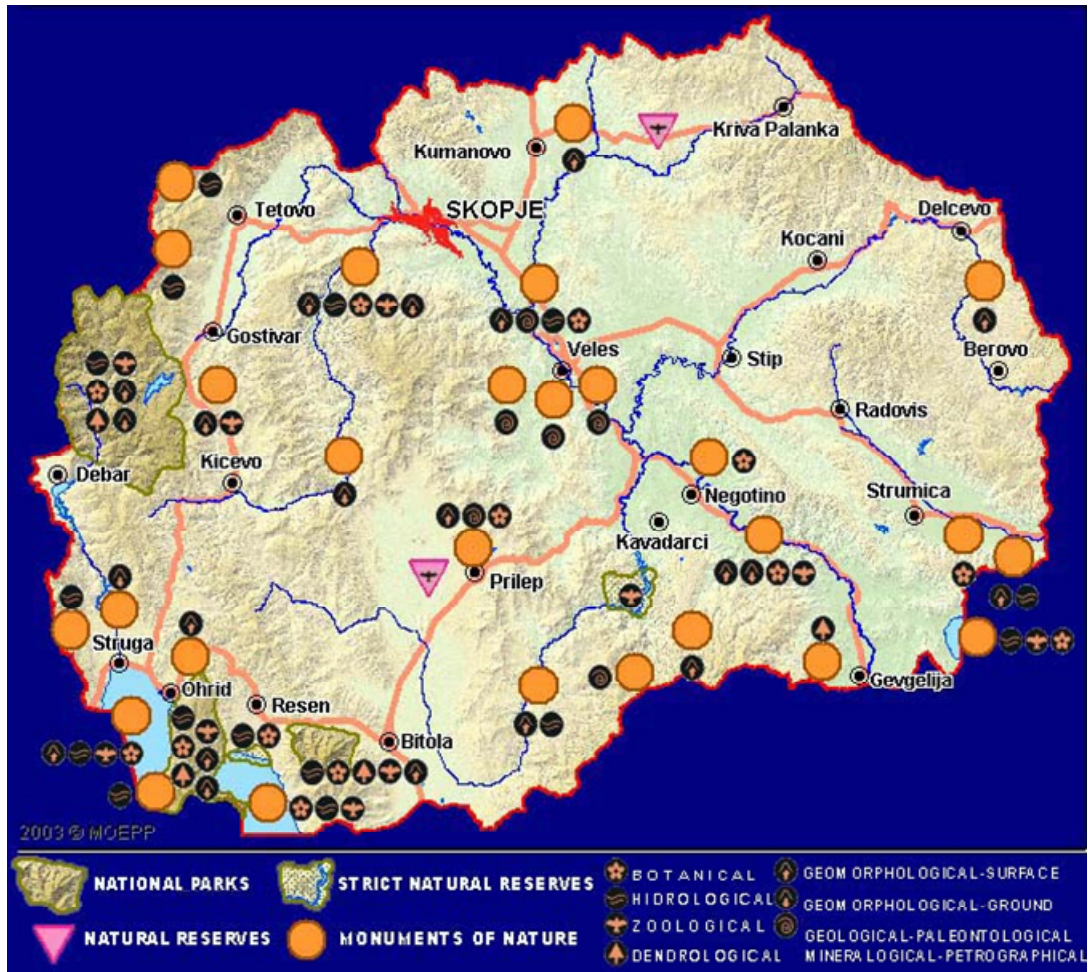 Kriva Palanka
Kumanovo
Tetovo
SKOPJE
Delcevo
Kocani
Gostivar
Veles
Stip
Berovo
Radovis
Debar
Kicevo
Negotino
Strumica
Kavadarci
Prilep
Struga
Ohrid
Resen
Gevgelija
Bitola
2003 © MOEPP
NATIONAL PARKS
STRICT NATURAL RESERVES
NATURAL RESERVES
MONUMENTS OF NATURE
BOTANICAL
HIDROLOGICAL
ZOOLOGICAL
DENDROLOGICAL
GEOMORPHOLOGICAL-SURFACE
GEOMORPHOLOGICAL-GROUND
GEOLOGICAL-PALEONTOLOGICAL
MINERALOGICAL-PETROGRAPHICAL